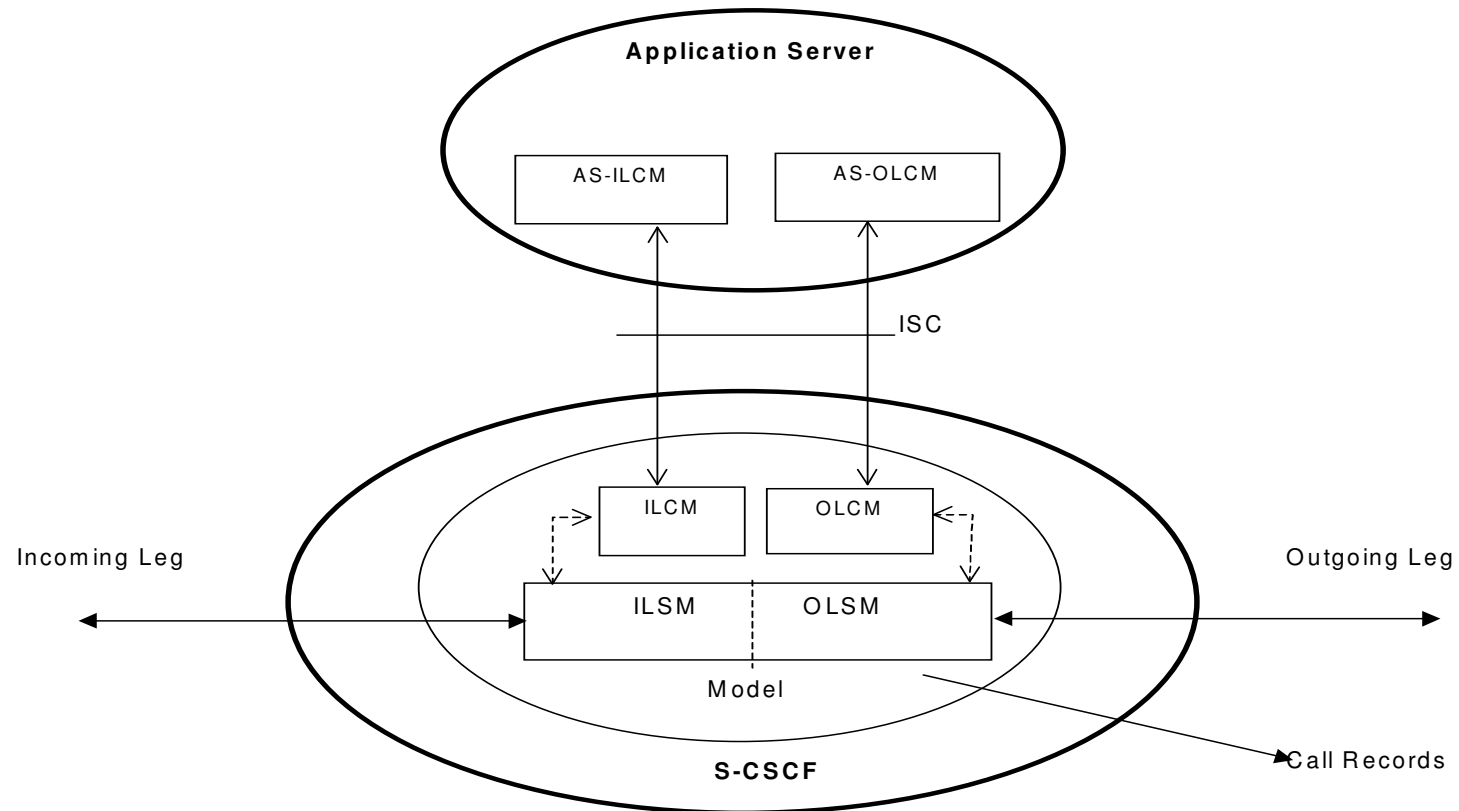 Application Server
AS-ILCM
AS-OLCM
ISC
ILCM
OLCM
Incoming Leg
Outgoing Leg
ILSM
OLSM
Model
S-CSCF
Call Records